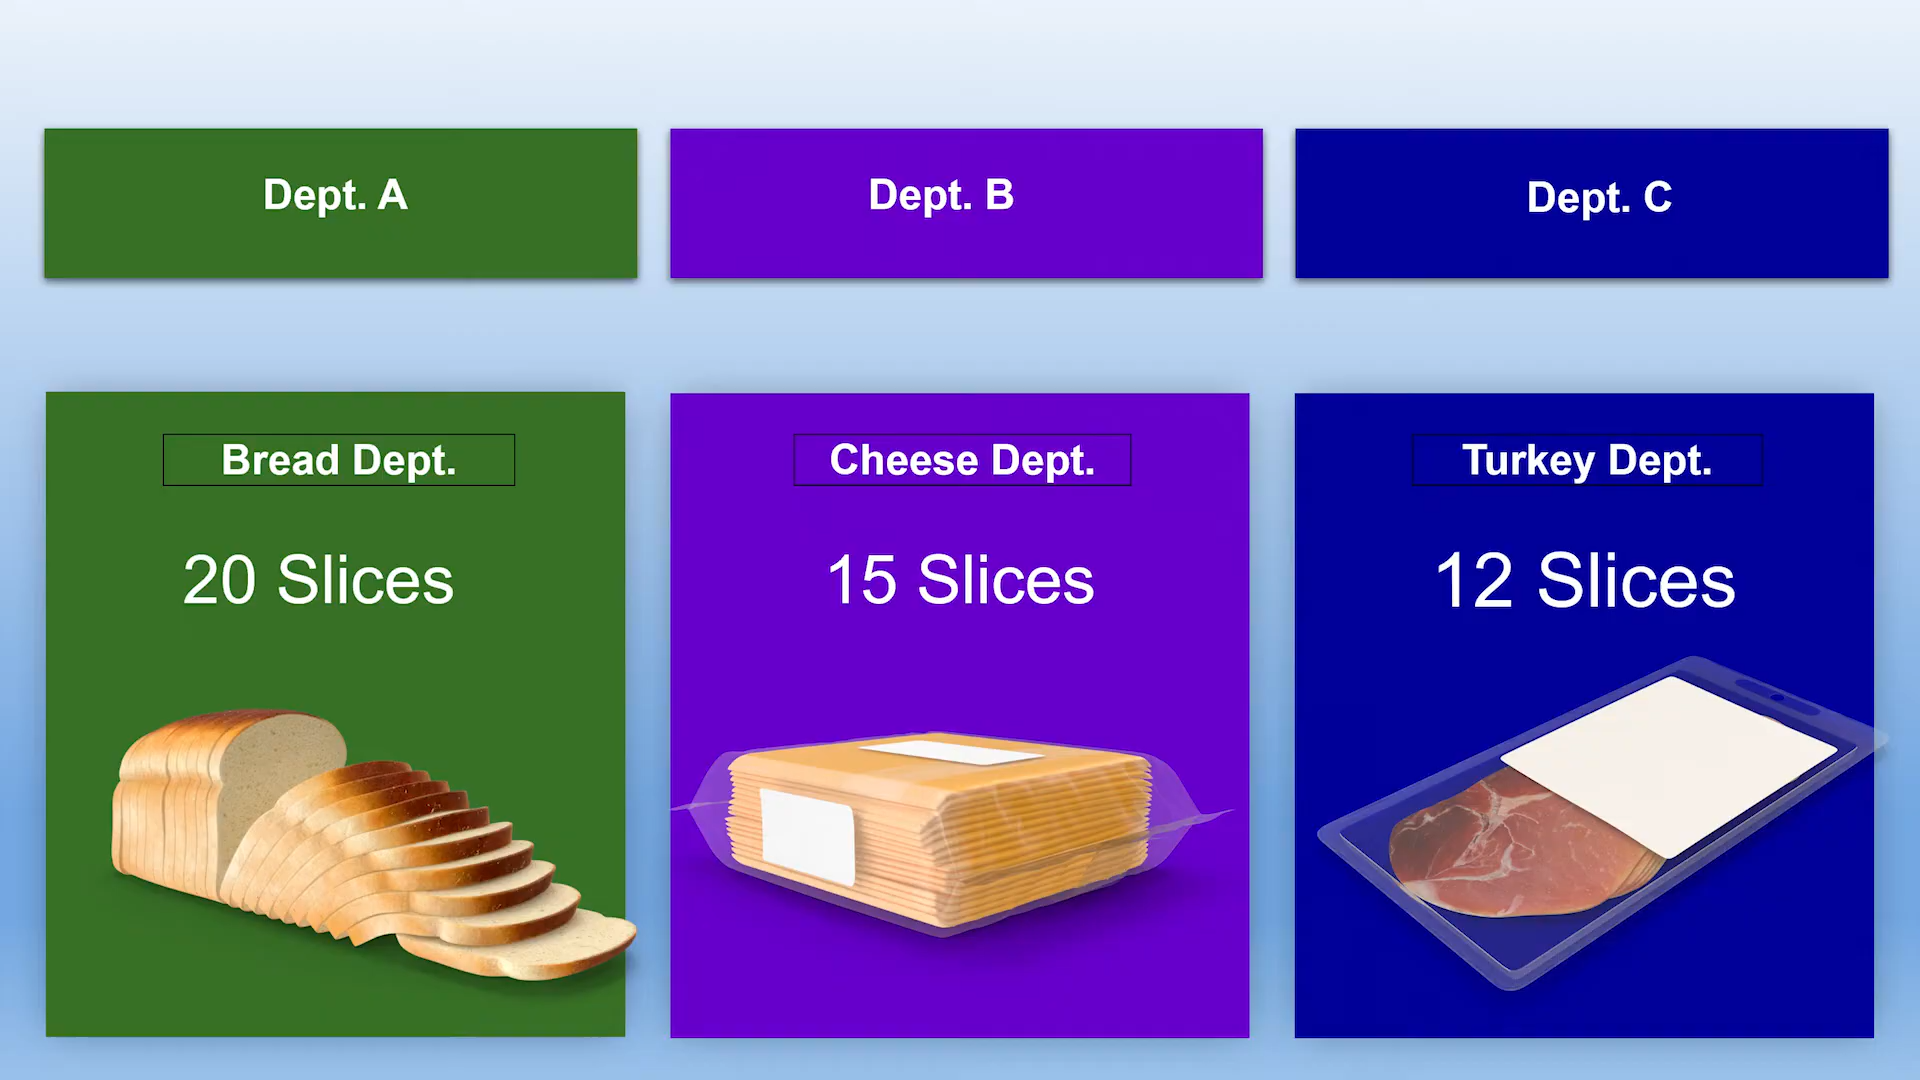 Dept. A
Dept. B
Dept. C
Bread Dept.
20 Slices
Cheese Dept.
15 Slices
Turkey Dept.
12 Slices